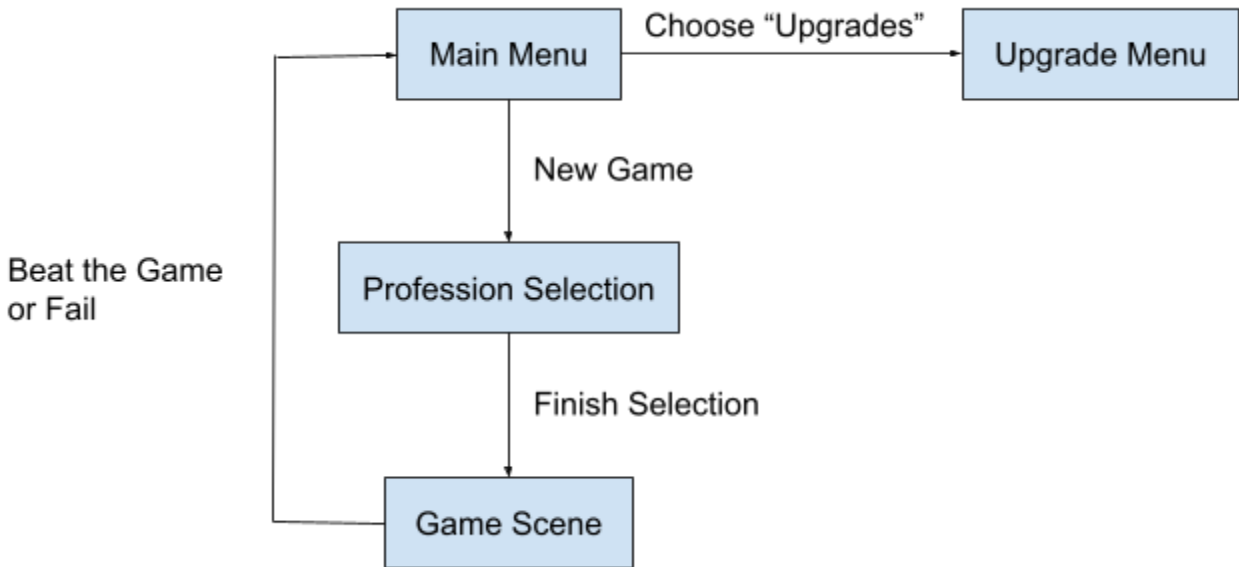 Choose “Upgrades”
Main Menu
Upgrade Menu
New Game
Beat the Game
or Fail
Profession Selection
Finish Selection
Game Scene